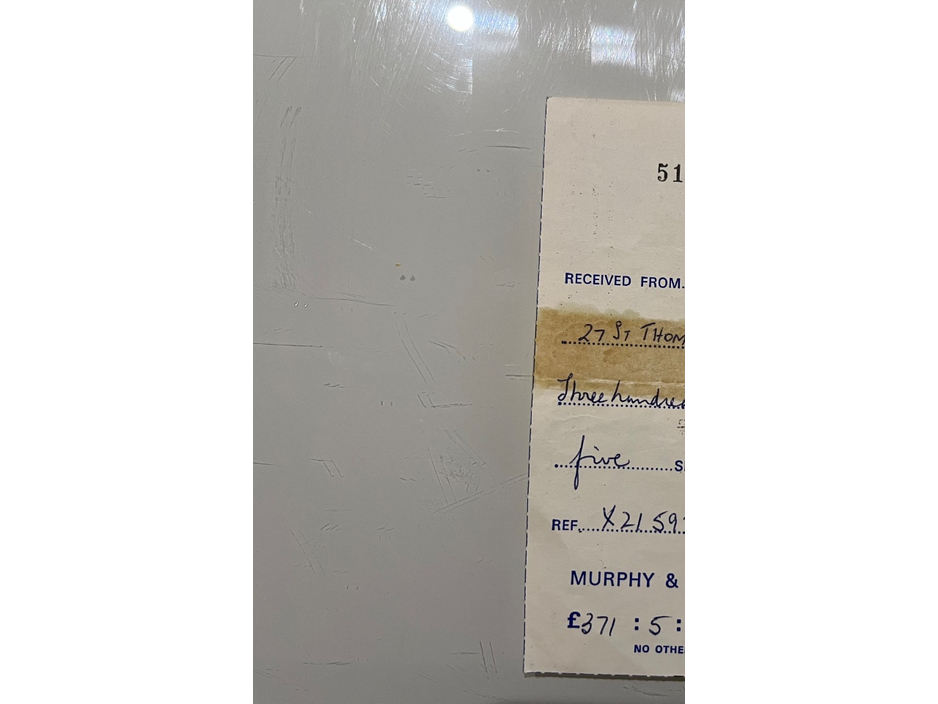 51
RECEIVED FROM
27 ST THOM
Three hundred
five S
REF. X21 59
MURPHY &
£371 : 5 :
NO OTHE